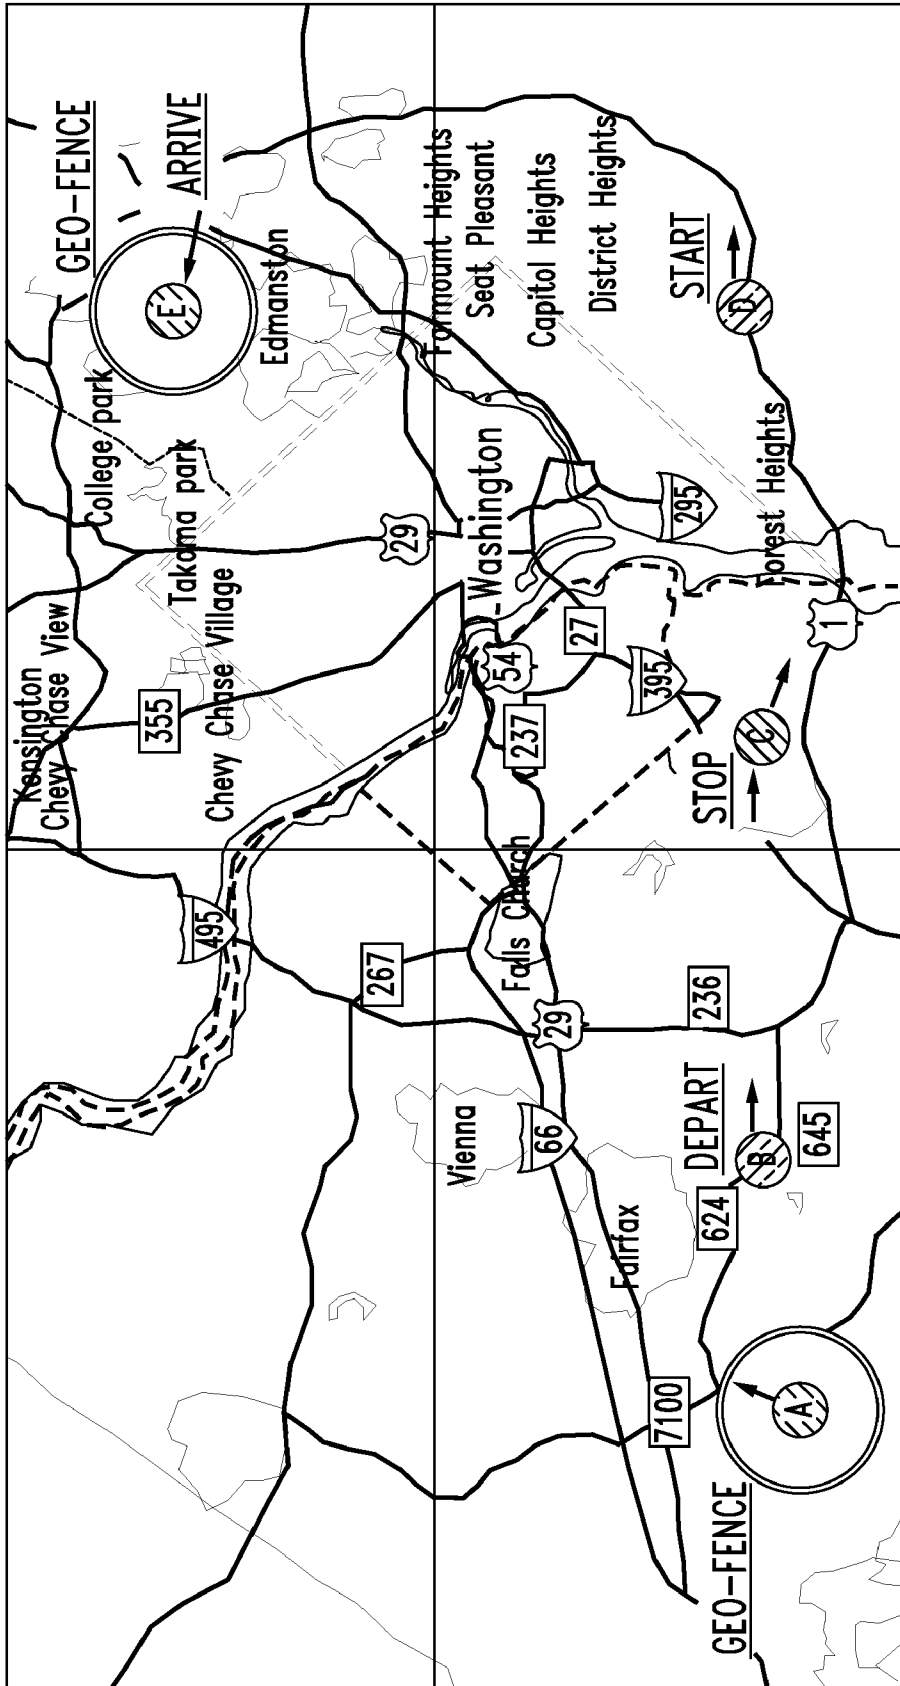 GEO-FENCE
ARRIVE
E
Edmanston
College park
Takama park
Kensington
Chevy Chase View
Chevy Chase Village
355
29
495
267
Farmount Heights
Seat Pleasant
Capitol Heights
District Heights
START
D
Washington
295
Forest Heights
27
54
395
1
237
STOP
C
Falls Church
29
236
Vienna
66
DEPART
B
645
624
Fairfax
7100
A
GEO-FENCE